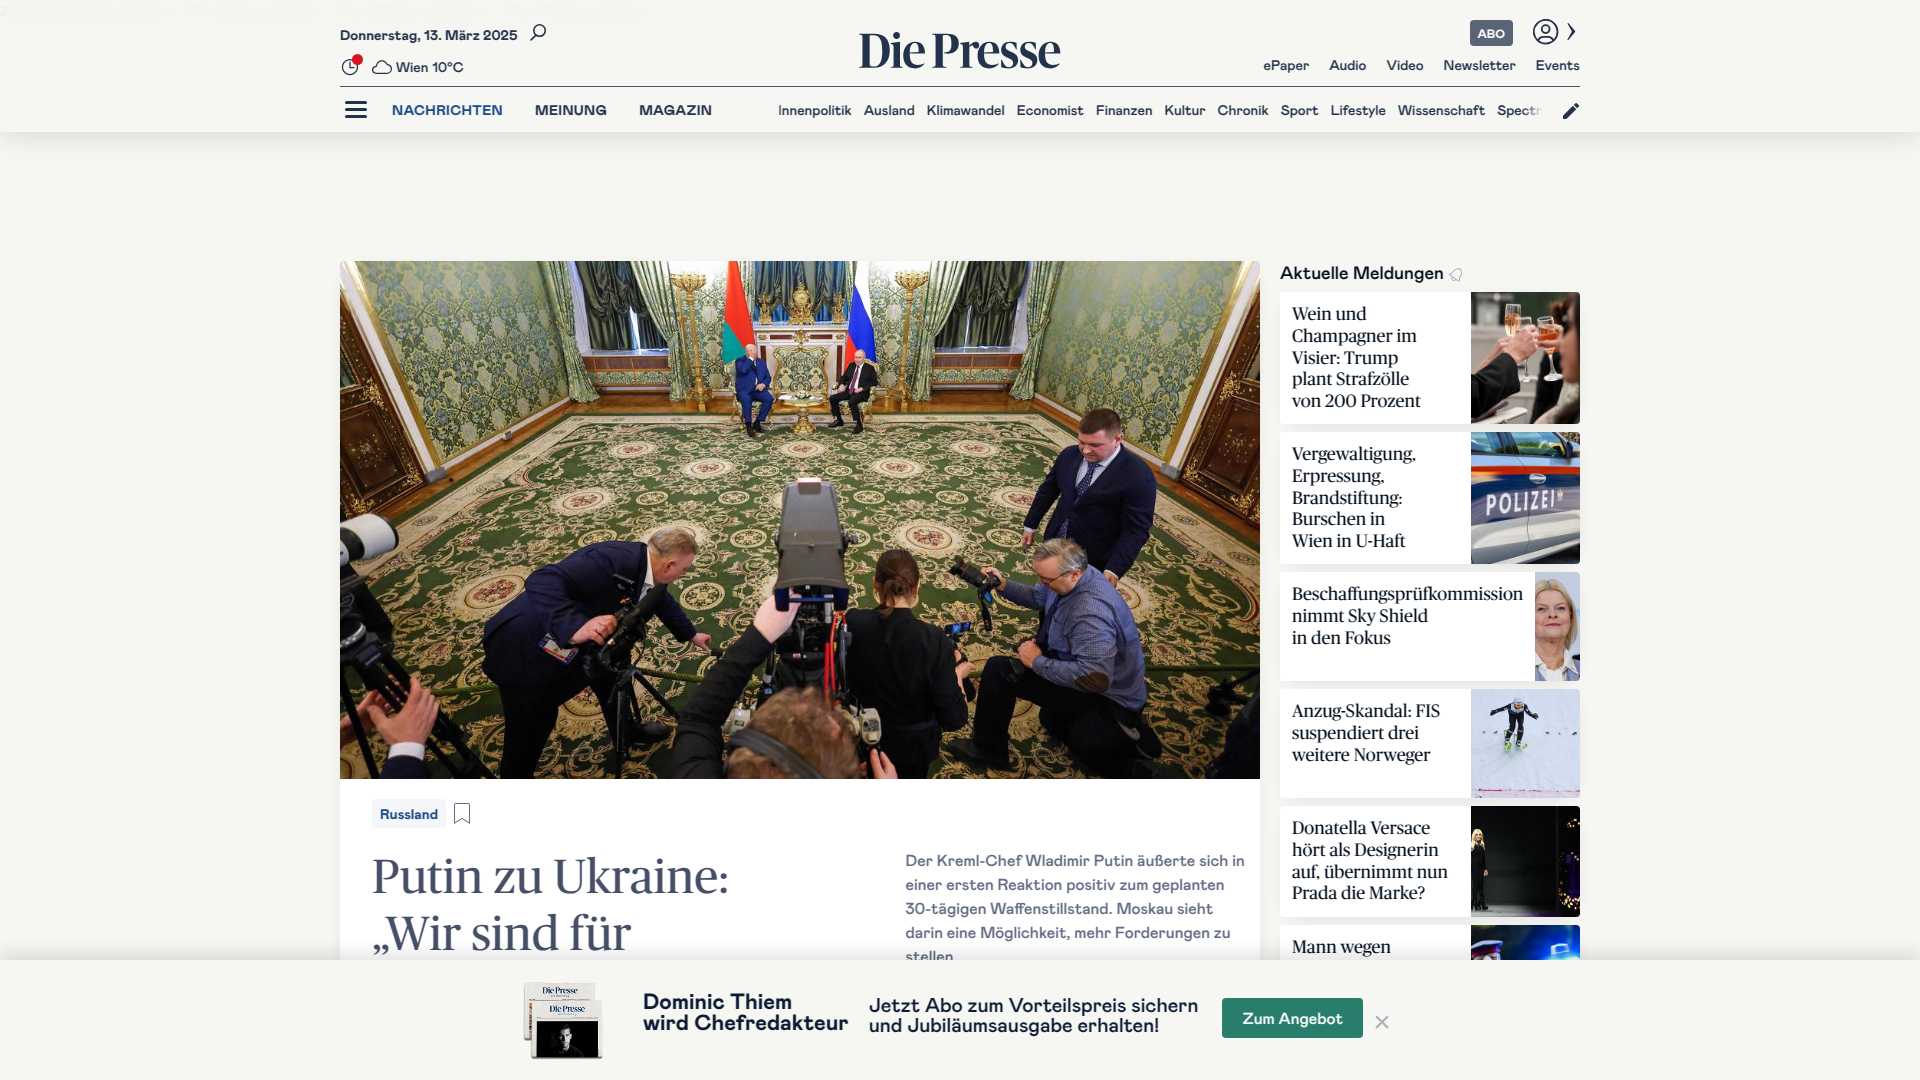 Donnerstag, 13. März 2025
Wien 10°C
Die Presse
ABO
ePaper Audio Video Newsletter Events
NACHRICHTEN MEINUNG MAGAZIN
Innenpolitik Ausland Klimawandel Economist Finanzen Kultur Chronik Sport Lifestyle Wissenschaft
Aktuelle Meldungen
Wein und
Champagner im
Visier: Trump
plant Strafzölle
von 200 Prozent
Vergewaltigung,
Erpressung,
Brandstiftung:
Burschen in
Wien in U-Haft
POLIZEI
Beschaffungsprüfkommission
nimmt Sky Shield
in den Fokus
Anzug-Skandal: FIS
suspendiert drei
weitere Norweger
Donatella Versace
hört als Designerin
auf, übernimmt nun
Prada die Marke?
Mann wegen
Russland
Putin zu Ukraine:
„Wir sind für
Der Kreml-Chef Wladimir Putin äußerte sich in
einer ersten Reaktion positiv zum geplanten
30-tägigen Waffenstillstand. Moskau sieht
darin eine Möglichkeit, mehr Forderungen zu
stellen.
Die Presse
Die Presse
Dominic Thiem
wird Chefredakteur
Jetzt Abo zum Vorteilspreis sichern
und Jubiläumsausgabe erhalten!
Zum Angebot